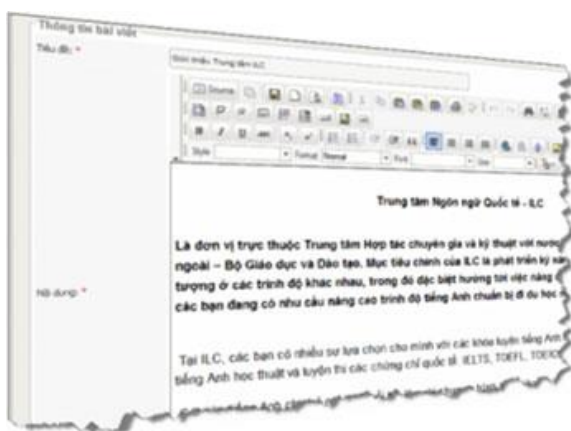 Thông tin bài viết
Tiêu đề: *
Giới thiệu Trung tâm ILC
Source
Style Format Normal Font Size
Trung tâm Ngôn ngữ Quốc tế - ILC
Là đơn vị trực thuộc Trung tâm Hợp tác chuyên gia và kỹ thuật với nước
ngoài – Bộ Giáo dục và Đào tạo. Mục tiêu chính của ILC là phát triển kỹ
tượng ở các trình độ khác nhau, trong đó đặc biệt hướng tới việc nâng
Nội dung: *
các bạn đang có nhu cầu nâng cao trình độ tiếng Anh chuẩn bị đi du học
Tại ILC, các bạn có nhiều sự lựa chọn cho mình với các khóa luyện tiếng Anh
tiếng Anh học thuật và luyện thi các chứng chỉ quốc tế: IELTS, TOEFL, TOEIC